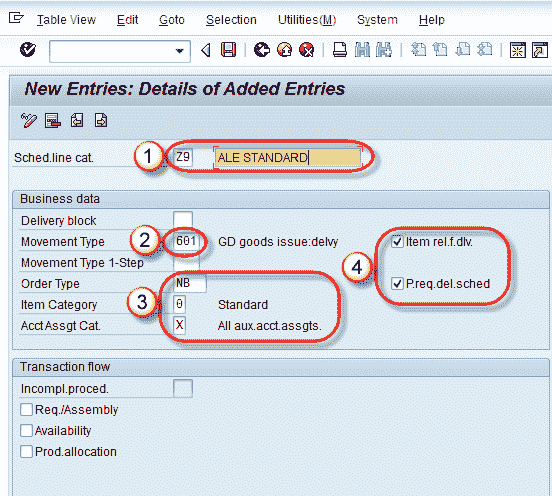 Table View Edit Goto Selection Utilities(M) System Help
New Entries: Details of Added Entries
Sched.line cat. 1 Z9 ALE STANDARD
Business data
Delivery block
Movement Type 2 601 GD goods issue:delvy Item rel.f.dlv.
Movement Type 1-Step 4
Order Type NB P.req.del.sched
Item Category 3 0 Standard
Acct Assgt Cat. X All aux.acct.assgts.
Transaction flow
Incompl.proced.
Req./Assembly
Availability
Prod.allocation